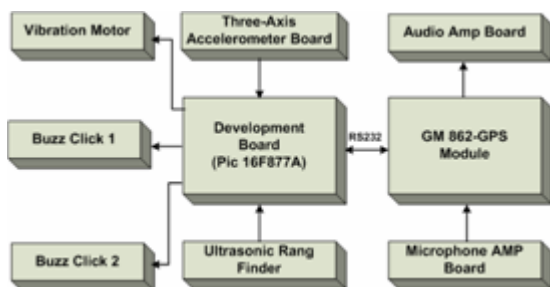 Vibration Motor
Three-Axis
Accelerometer Board
Audio Amp Board
Buzz Click 1
Development
Board
(Pic 16F877A)
RS232
GM 862-GPS
Module
Buzz Click 2
Ultrasonic Rang
Finder
Microphone AMP
Board